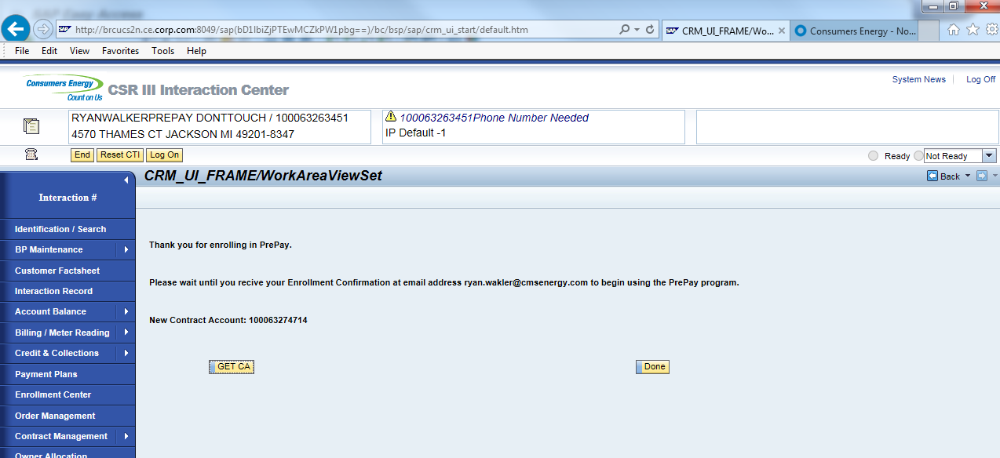 SAP Easy Access
http://brcucs2n.ce.corp.com:8049/sap(bD1lbiZjPTEwMCZkPW1pbg==)/bc/bsp/sap/crm_ui_start/default.htm
CRM_UI_FRAME/Wo...
Consumers Energy - No...
File Edit View Favorites Tools Help
Consumers Energy
Count on Us
CSR III Interaction Center
System News
Log Off
RYANWALKERPREPAY DONTTOUCH / 100063263451
4570 THAMES CT JACKSON MI 49201-8347
100063263451Phone Number Needed
IP Default -1
End Reset CTI Log On
Ready Not Ready
CRM_UI_FRAME/WorkAreaViewSet
Back
Interaction #
Identification / Search
BP Maintenance
Customer Factsheet
Interaction Record
Account Balance
Billing / Meter Reading
Credit & Collections
Payment Plans
Enrollment Center
Order Management
Contract Management
Owner Allocation
Thank you for enrolling in PrePay.
Please wait until you recive your Enrollment Confirmation at email address ryan.wakler@cmsenergy.com to begin using the PrePay program.
New Contract Account: 100063274714
GET CA
Done